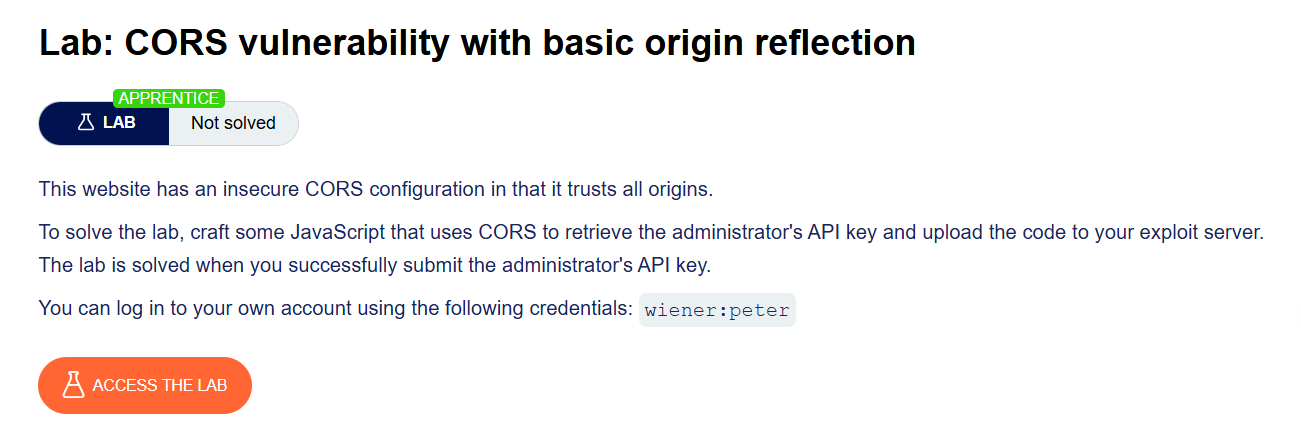 Lab: CORS vulnerability with basic origin reflection
APPRENTICE
LAB Not solved
This website has an insecure CORS configuration in that it trusts all origins.
To solve the lab, craft some JavaScript that uses CORS to retrieve the administrator's API key and upload the code to your exploit server.
The lab is solved when you successfully submit the administrator's API key.
You can log in to your own account using the following credentials: wiener:peter
ACCESS THE LAB